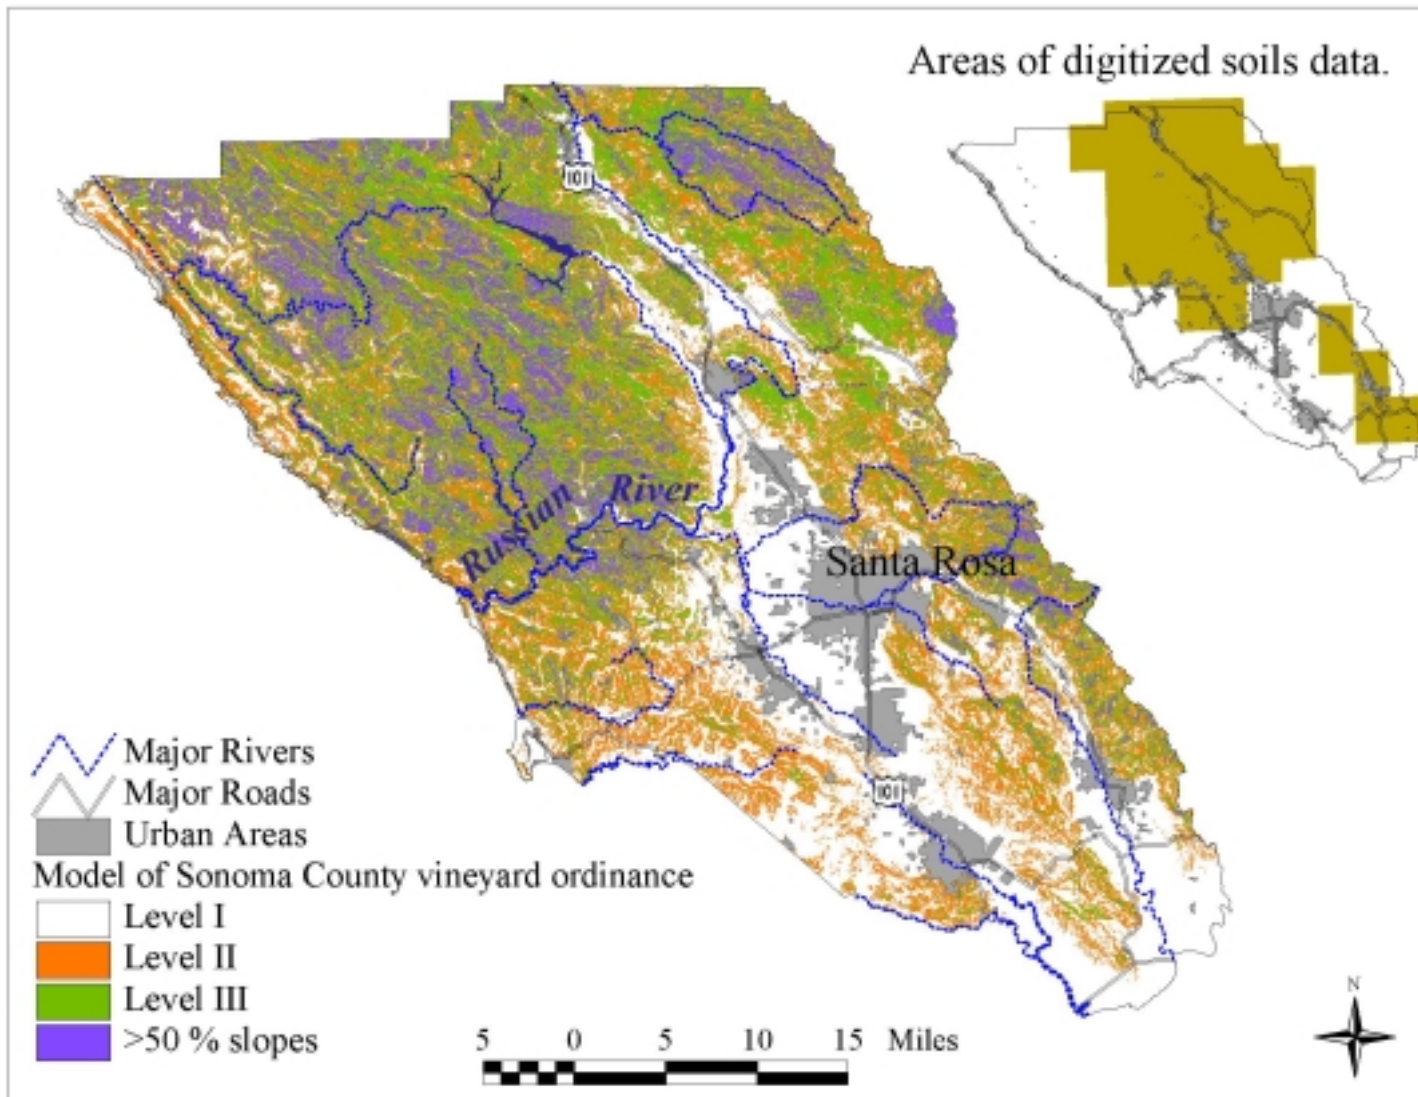 Areas of digitized soils data.
101
Russian River
Santa Rosa
101
Major Rivers
Major Roads
Urban Areas
Model of Sonoma County vineyard ordinance
Level I
Level II
Level III
>50 % slopes
5 0 5 10 15 Miles
N